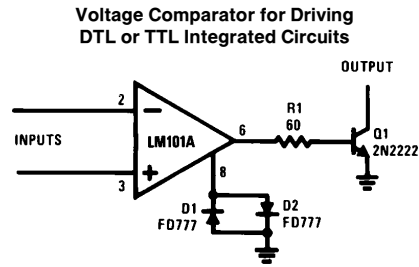 Voltage Comparator for Driving
DTL or TTL Integrated Circuits
OUTPUT
R1
60
Q1
2N2222
2
−
6
INPUTS
LM101A
3
+
8
D1
FD777
D2
FD777